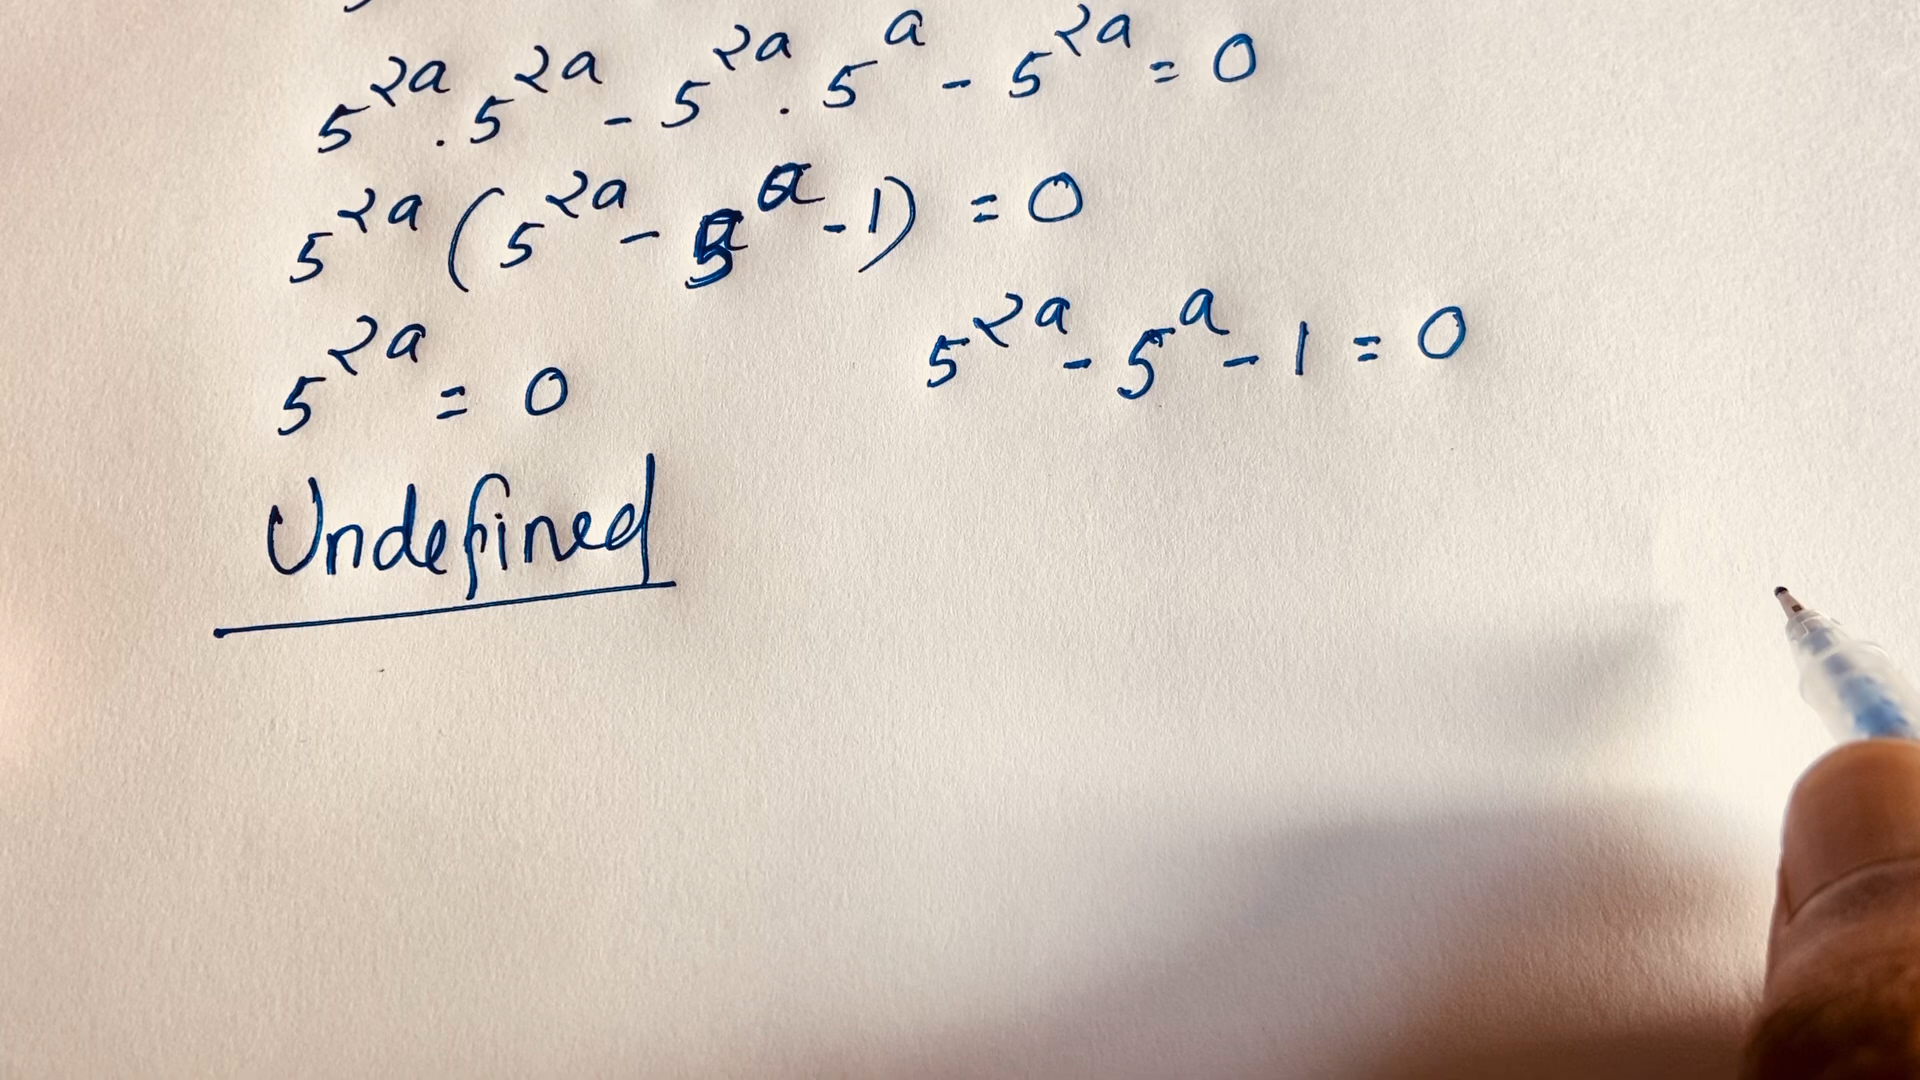 5^{2a} . 5^{2a} - 5^{2a} . 5^{a} - 5^{2a} = 0
5^{2a} (5^{2a} - 5^{a} - 1) = 0
5^{2a} = 0 5^{2a} - 5^{a} - 1 = 0
Undefined